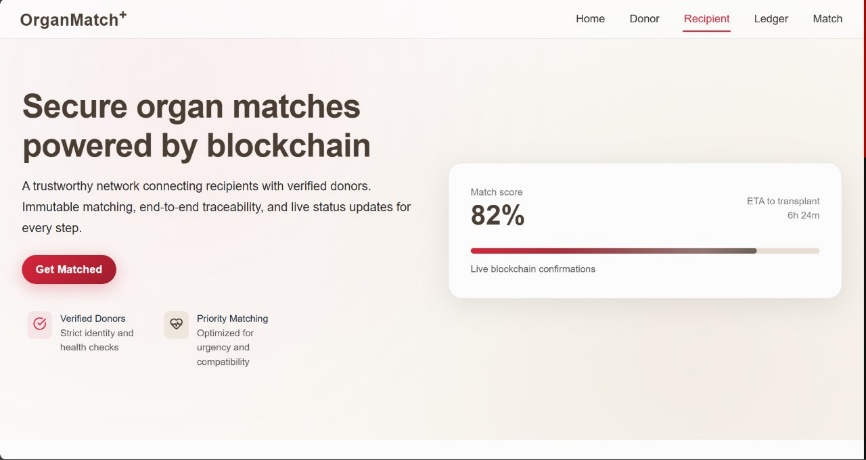 OrganMatch+
Home
Donor
Recipient
Ledger
Match
Secure organ matches
powered by blockchain
A trustworthy network connecting recipients with verified donors.
Immutable matching, end-to-end traceability, and live status updates for
every step.
Get Matched
Verified Donors
Strict identity and
health checks
Priority Matching
Optimized for
urgency and
compatibility
Match score
82%
ETA to transplant
6h 24m
Live blockchain confirmations